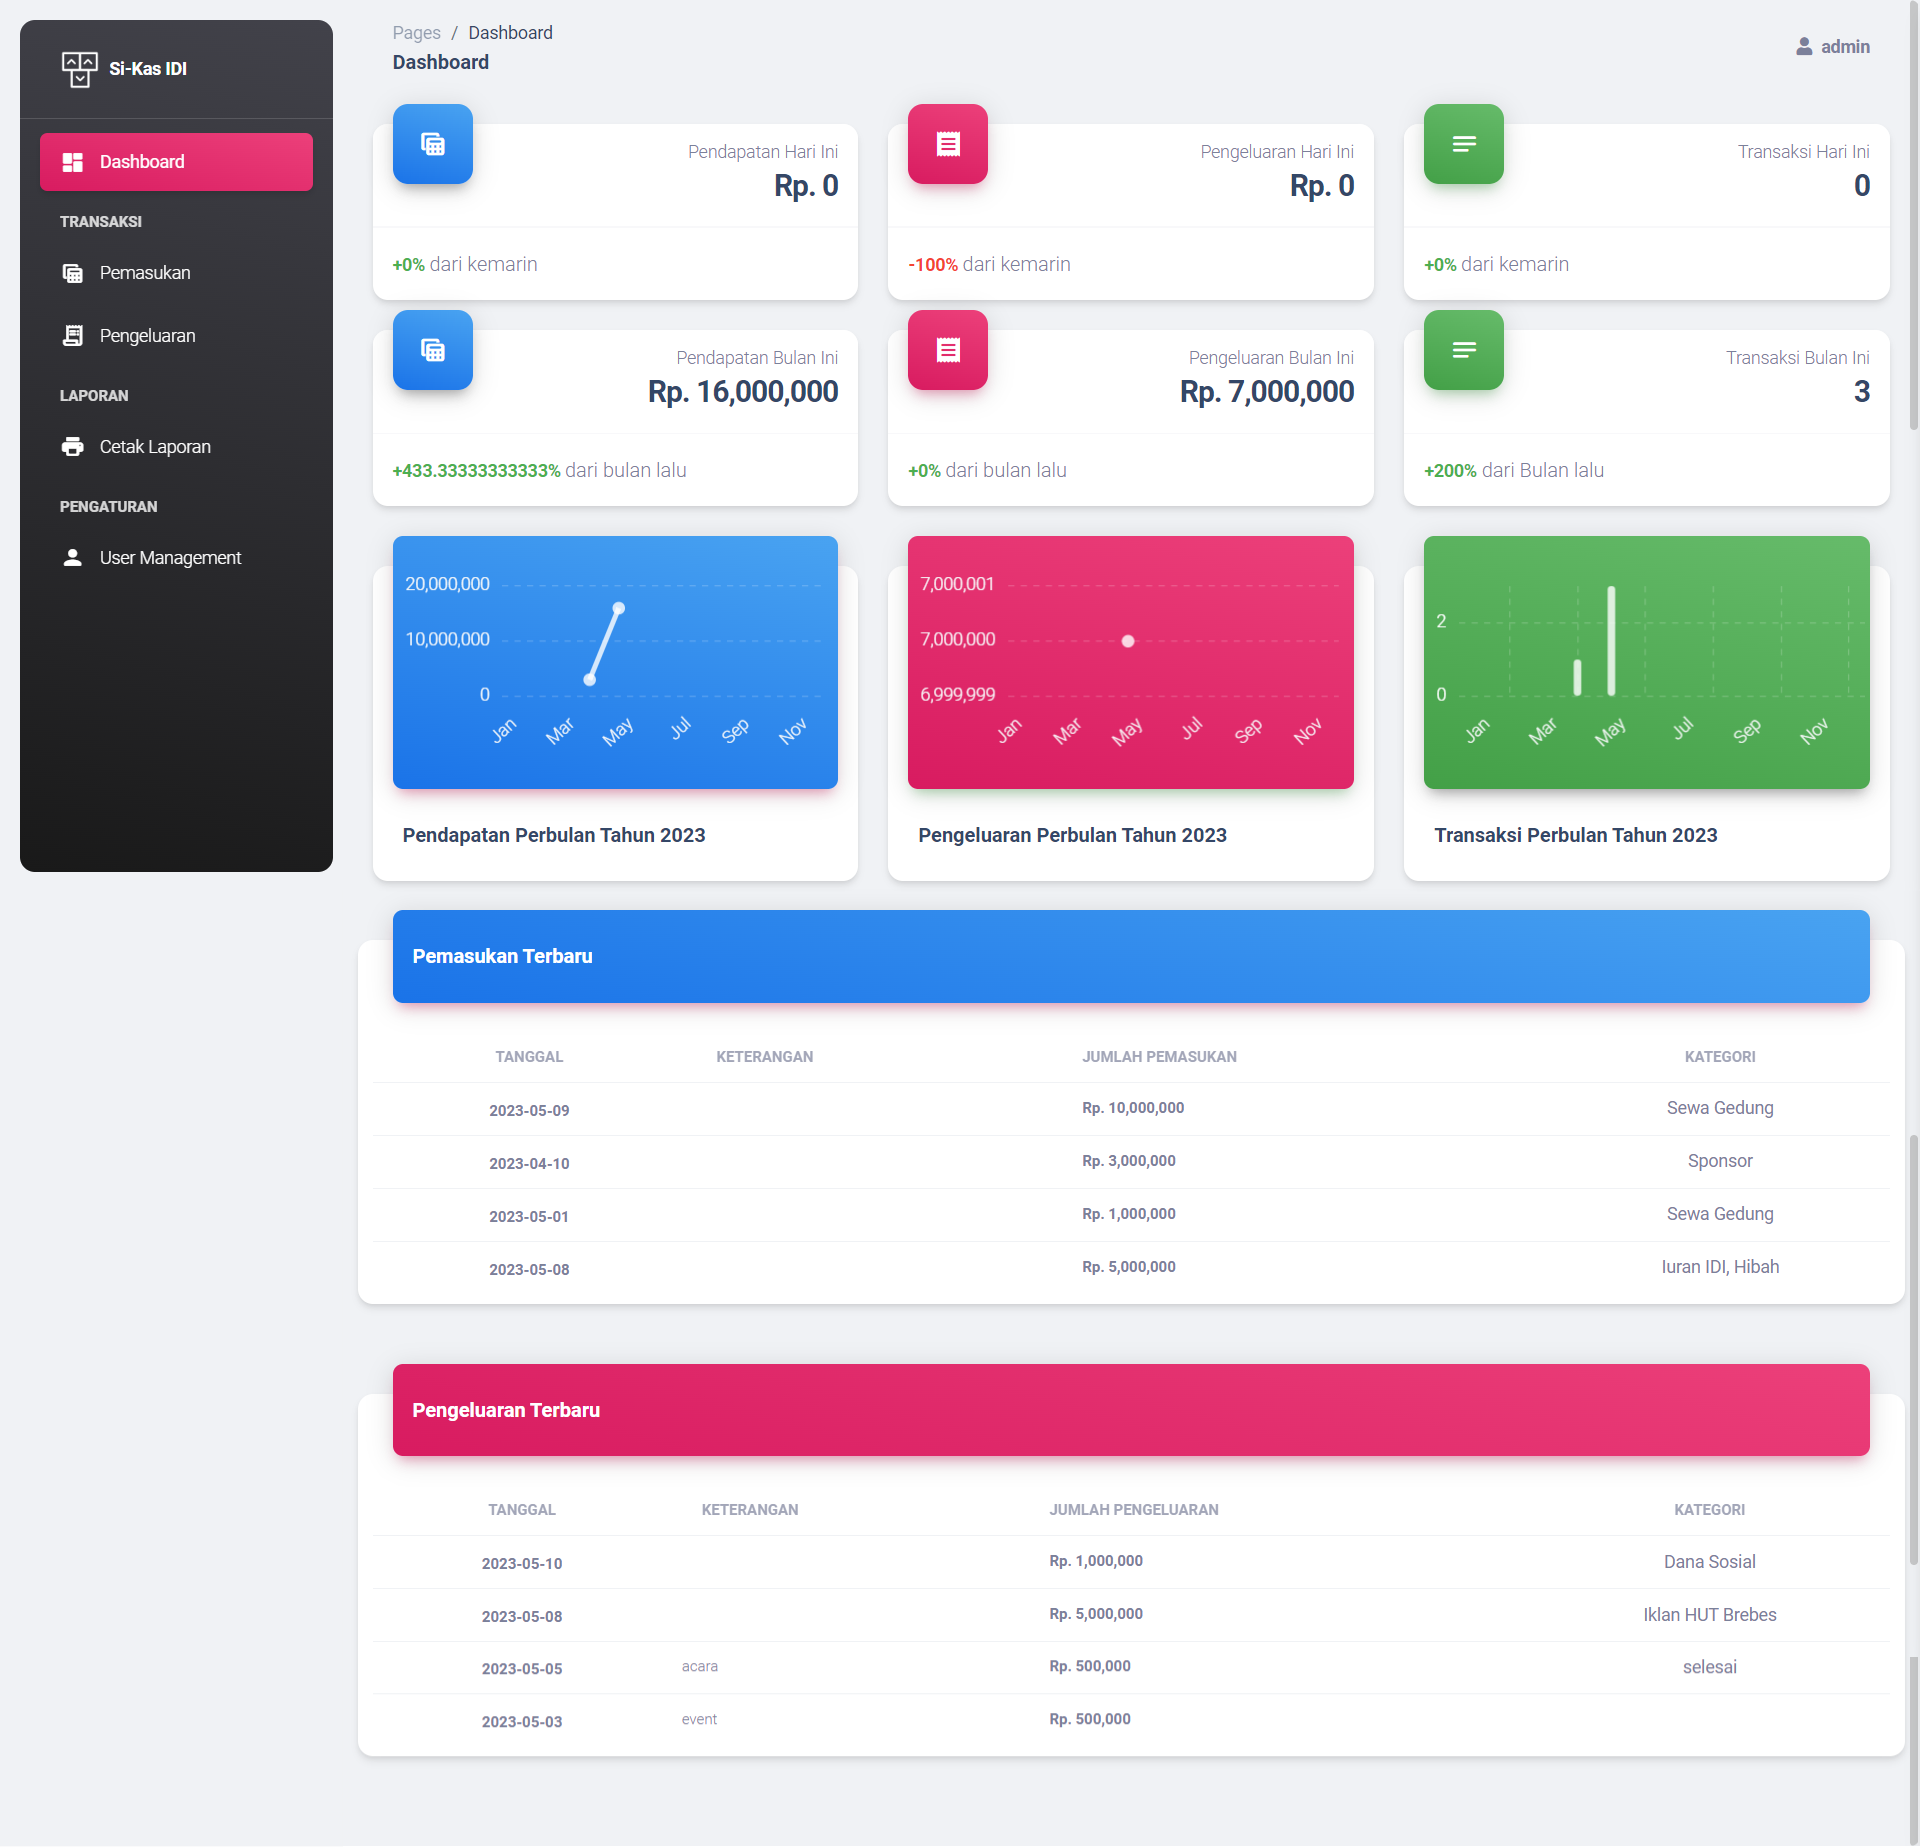 Si-Kas IDI
Dashboard
TRANSAKSI
Pemasukan
Pengeluaran
LAPORAN
Cetak Laporan
PENGATURAN
User Management
Pages / Dashboard
Dashboard
admin
Pendapatan Hari Ini
Rp. 0
+0% dari kemarin
Pengeluaran Hari Ini
Rp. 0
-100% dari kemarin
Transaksi Hari Ini
0
+0% dari kemarin
Pendapatan Bulan Ini
Rp. 16,000,000
+433.33333333333% dari bulan lalu
Pengeluaran Bulan Ini
Rp. 7,000,000
+0% dari bulan lalu
Transaksi Bulan Ini
3
+200% dari Bulan lalu
20,000,000
10,000,000
0
Jan Mar May Jul Sep Nov
Pendapatan Perbulan Tahun 2023
7,000,001
7,000,000
6,999,999
Jan Mar May Jul Sep Nov
Pengeluaran Perbulan Tahun 2023
2
0
Jan Mar May Jul Sep Nov
Transaksi Perbulan Tahun 2023
Pemasukan Terbaru
TANGGAL KETERANGAN JUMLAH PEMASUKAN KATEGORI
2023-05-09 Rp. 10,000,000 Sewa Gedung
2023-04-10 Rp. 3,000,000 Sponsor
2023-05-01 Rp. 1,000,000 Sewa Gedung
2023-05-08 Rp. 5,000,000 Iuran IDI, Hibah
Pengeluaran Terbaru
TANGGAL KETERANGAN JUMLAH PENGELUARAN KATEGORI
2023-05-10 Rp. 1,000,000 Dana Sosial
2023-05-08 Rp. 5,000,000 Iklan HUT Brebes
2023-05-05 acara Rp. 500,000 selesai
2023-05-03 event Rp. 500,000